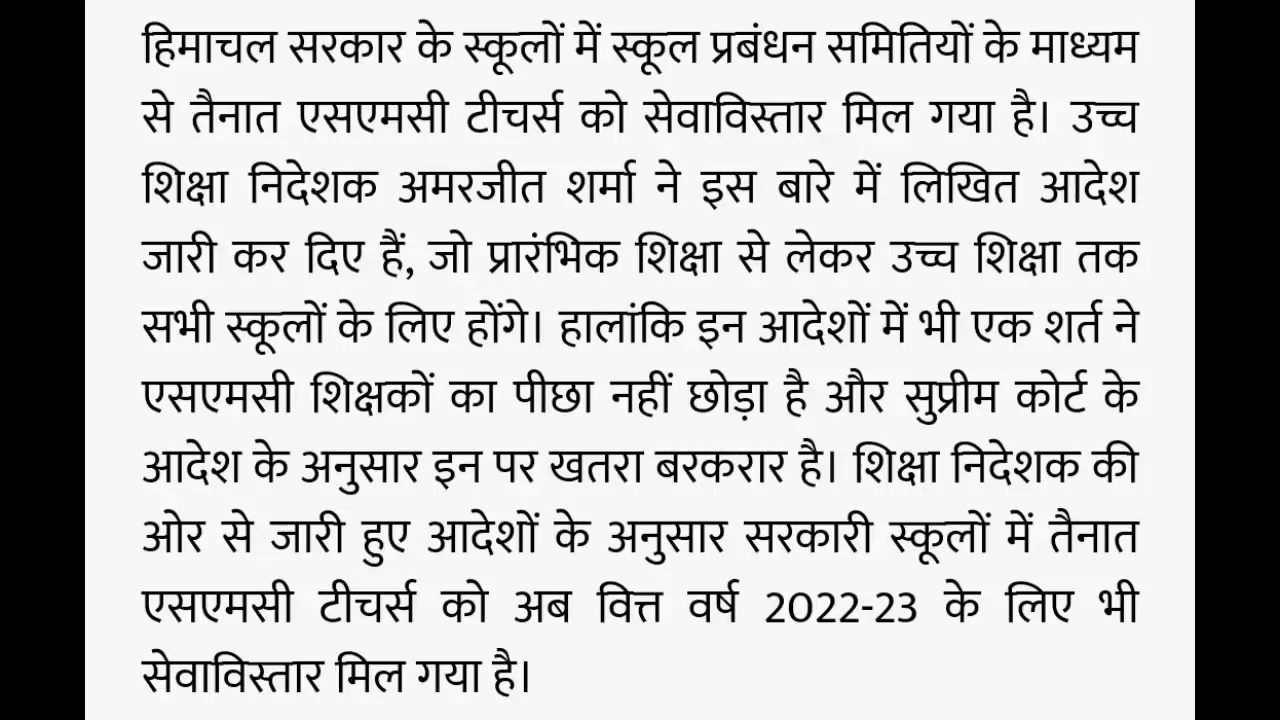 हिमाचल सरकार के स्कूलों में स्कूल प्रबंधन समितियों के माध्यम
से तैनात एसएमसी टीचर्स को सेवाविस्तार मिल गया है। उच्च
शिक्षा निदेशक अमरजीत शर्मा ने इस बारे में लिखित आदेश
जारी कर दिए हैं, जो प्रारंभिक शिक्षा से लेकर उच्च शिक्षा तक
सभी स्कूलों के लिए होंगे। हालांकि इन आदेशों में भी एक शर्त ने
एसएमसी शिक्षकों का पीछा नहीं छोड़ा है और सुप्रीम कोर्ट के
आदेश के अनुसार इन पर खतरा बरकरार है। शिक्षा निदेशक की
ओर से जारी हुए आदेशों के अनुसार सरकारी स्कूलों में तैनात
एसएमसी टीचर्स को अब वित्त वर्ष 2022-23 के लिए भी
सेवाविस्तार मिल गया है।